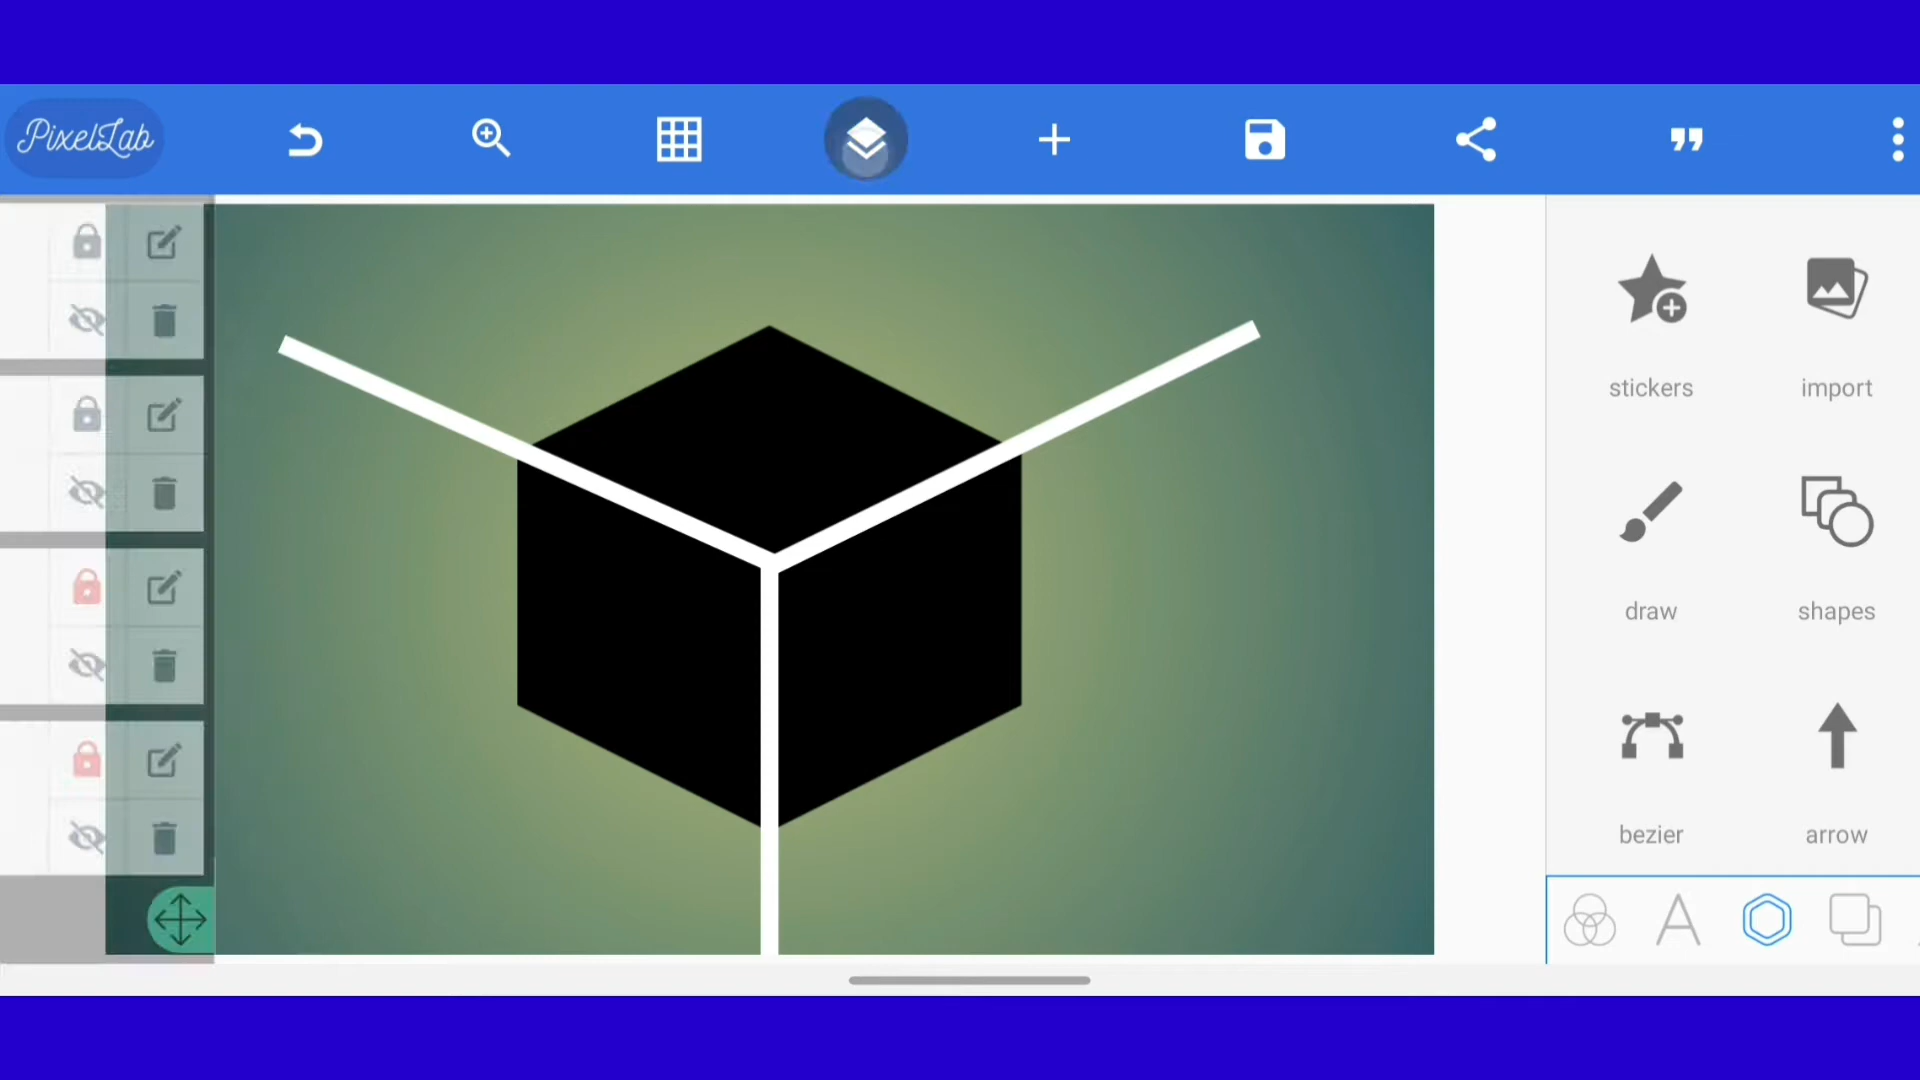 PixelLab
stickers
import
draw
shapes
bezier
arrow